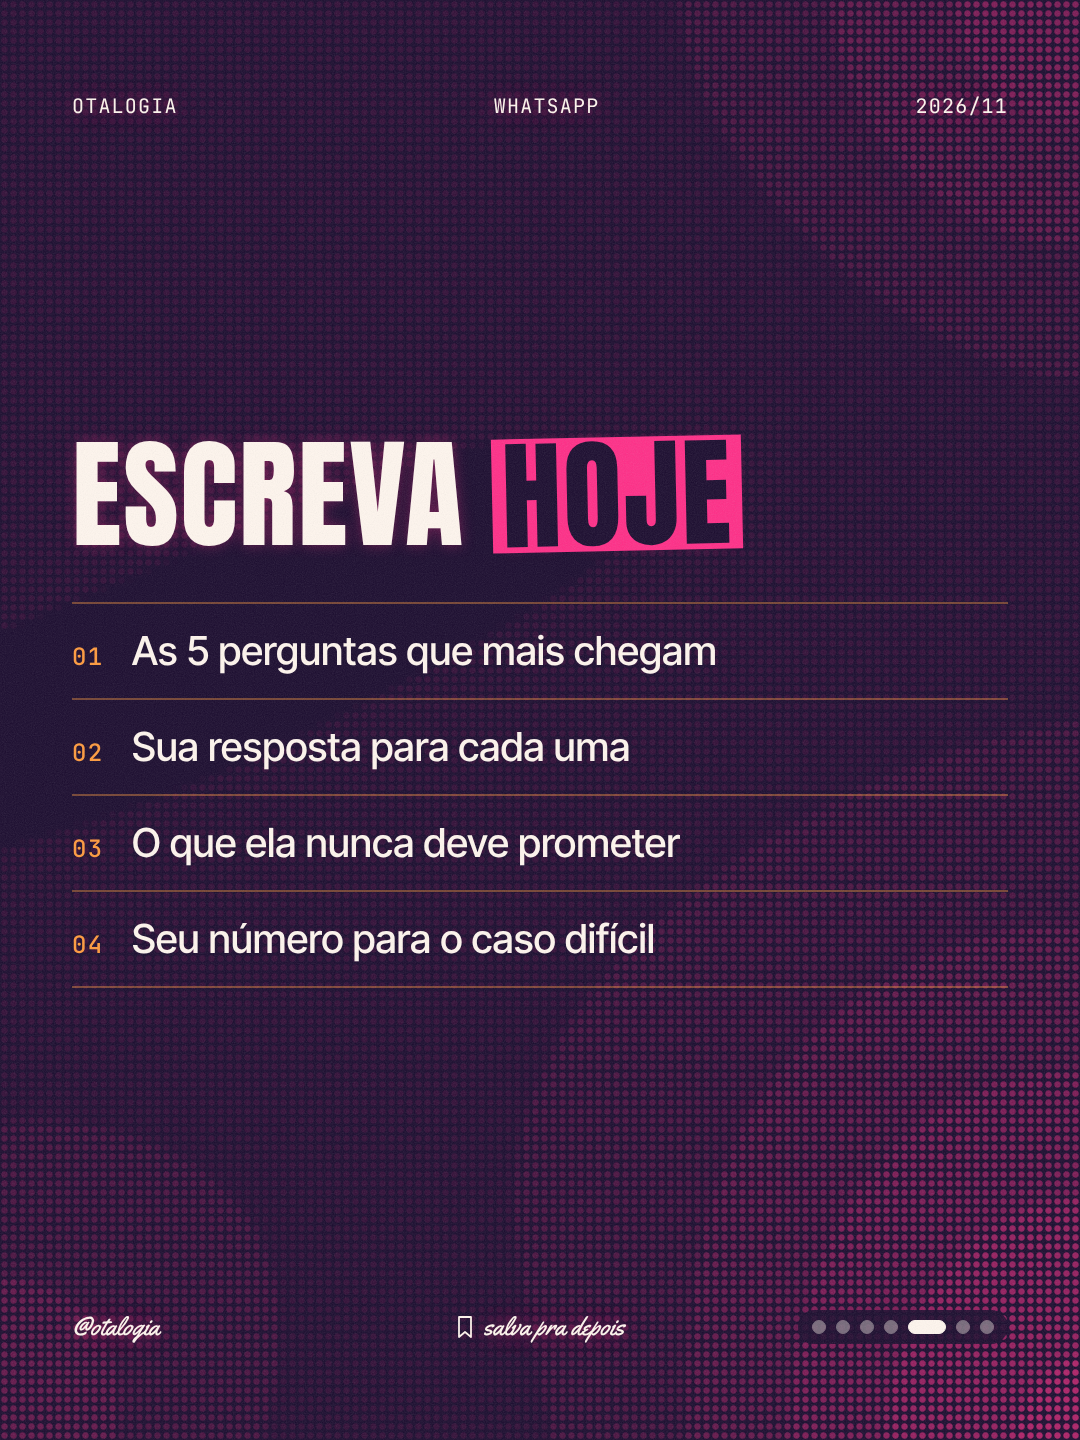 OTALOGIA WHATSAPP 2026/11
ESCREVA HOJE
01 As 5 perguntas que mais chegam
02 Sua resposta para cada uma
03 O que ela nunca deve prometer
04 Seu número para o caso difícil
@otalogia salva pra depois